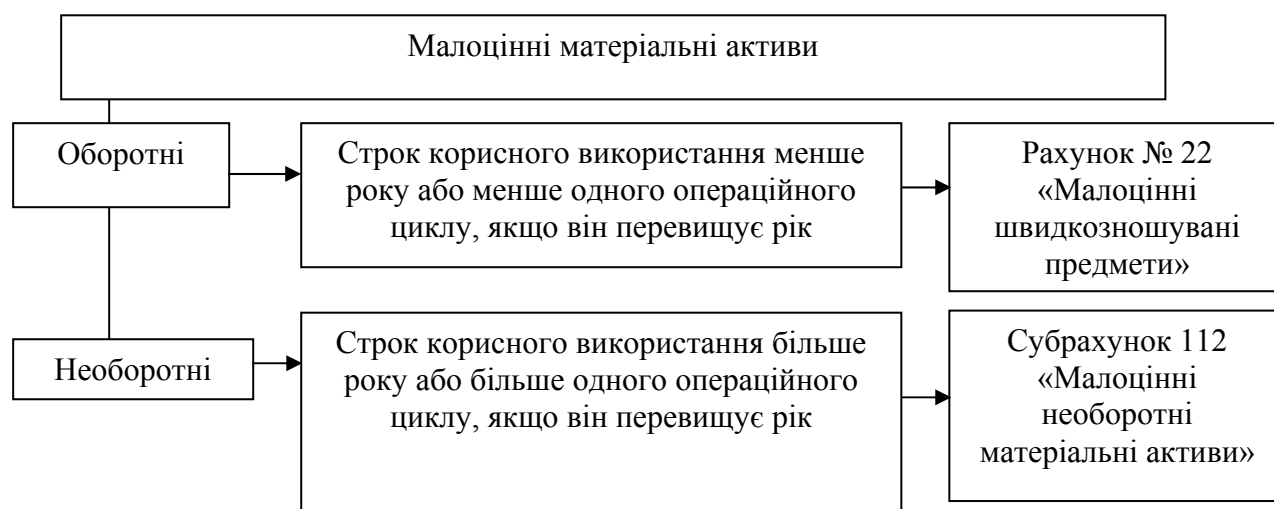 Малоцінні матеріальні активи
Оборотні
Строк корисного використання менше
року або менше одного операційного
циклу, якщо він перевищує рік
Рахунок № 22
«Малоцінні
швидкозношувані
предмети»
Необоротні
Строк корисного використання більше
року або більше одного операційного
циклу, якщо він перевищує рік
Субрахунок 112
«Малоцінні
необоротні
матеріальні активи»